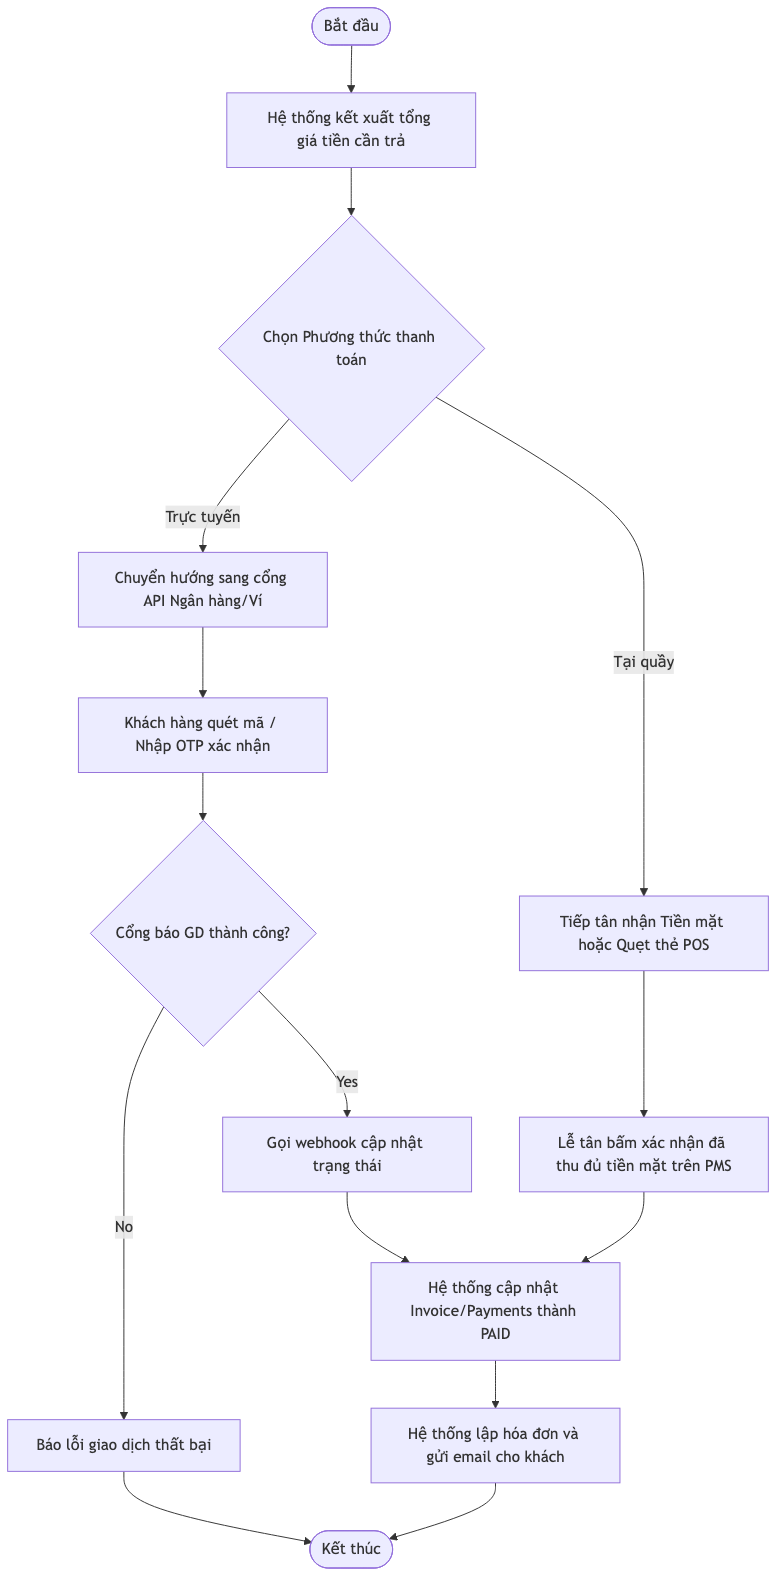 Bắt đầu
Hệ thống kết xuất tổng
giá tiền cần trả
Chọn Phương thức thanh
toán
Trực tuyến
Chuyển hướng sang cổng
API Ngân hàng/Ví
Tại quầy
Khách hàng quét mã /
Nhập OTP xác nhận
Cổng báo GD thành công?
Tiếp tân nhận Tiền mặt
hoặc Quẹt thẻ POS
Yes
Gọi webhook cập nhật
trạng thái
Lễ tân bấm xác nhận đã
thu đủ tiền mặt trên PMS
No
Hệ thống cập nhật
Invoice/Payments thành
PAID
Báo lỗi giao dịch thất bại
Hệ thống lập hóa đơn và
gửi email cho khách
Kết thúc